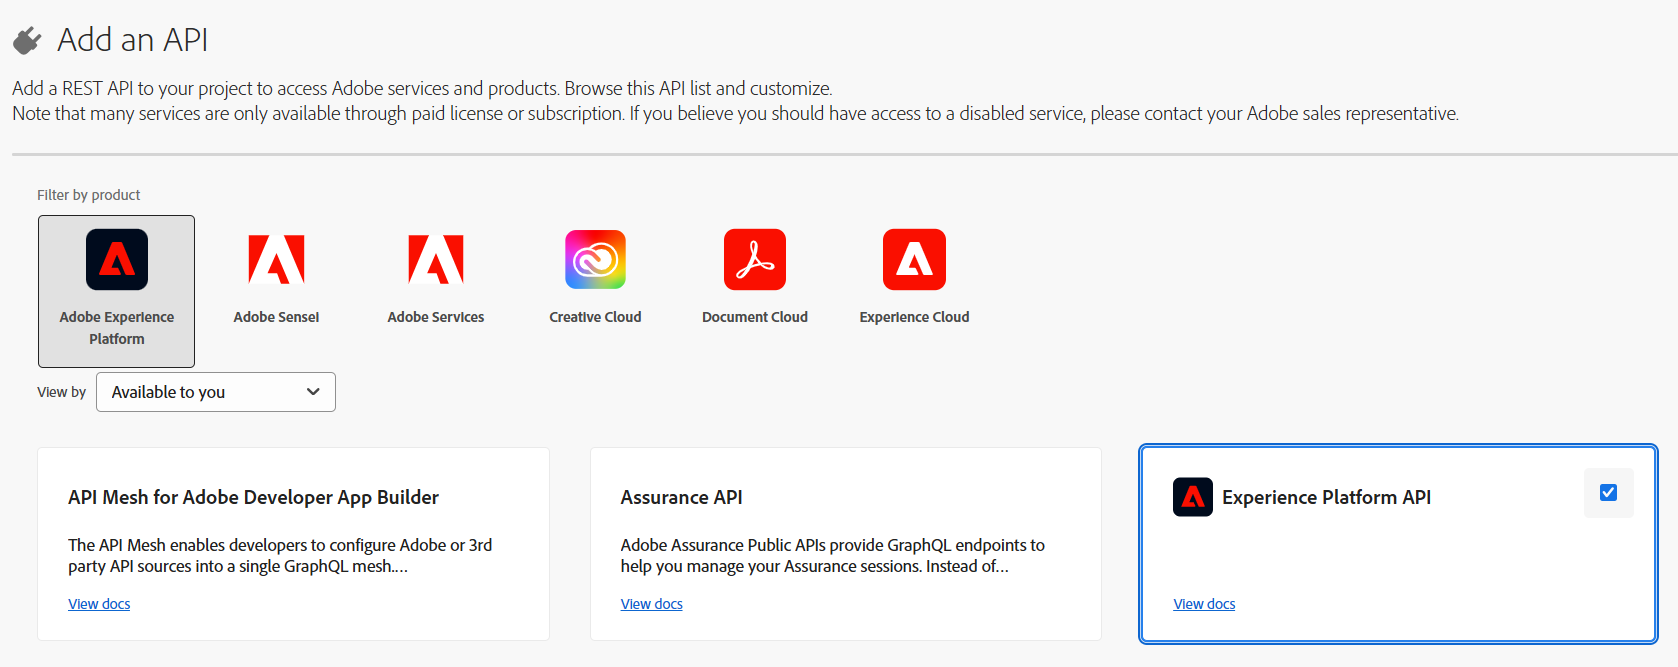 Add an API
Add a REST API to your project to access Adobe services and products. Browse this API list and customize.
Note that many services are only available through paid license or subscription. If you believe you should have access to a disabled service, please contact your Adobe sales representative.
Filter by product
Adobe Experience
Platform
Adobe Sensei
Adobe Services
Creative Cloud
Document Cloud
Experience Cloud
View by
Available to you
API Mesh for Adobe Developer App Builder
The API Mesh enables developers to configure Adobe or 3rd
party API sources into a single GraphQL mesh....
View docs
Assurance API
Adobe Assurance Public APIs provide GraphQL endpoints to
help you manage your Assurance sessions. Instead of...
View docs
Experience Platform API
View docs